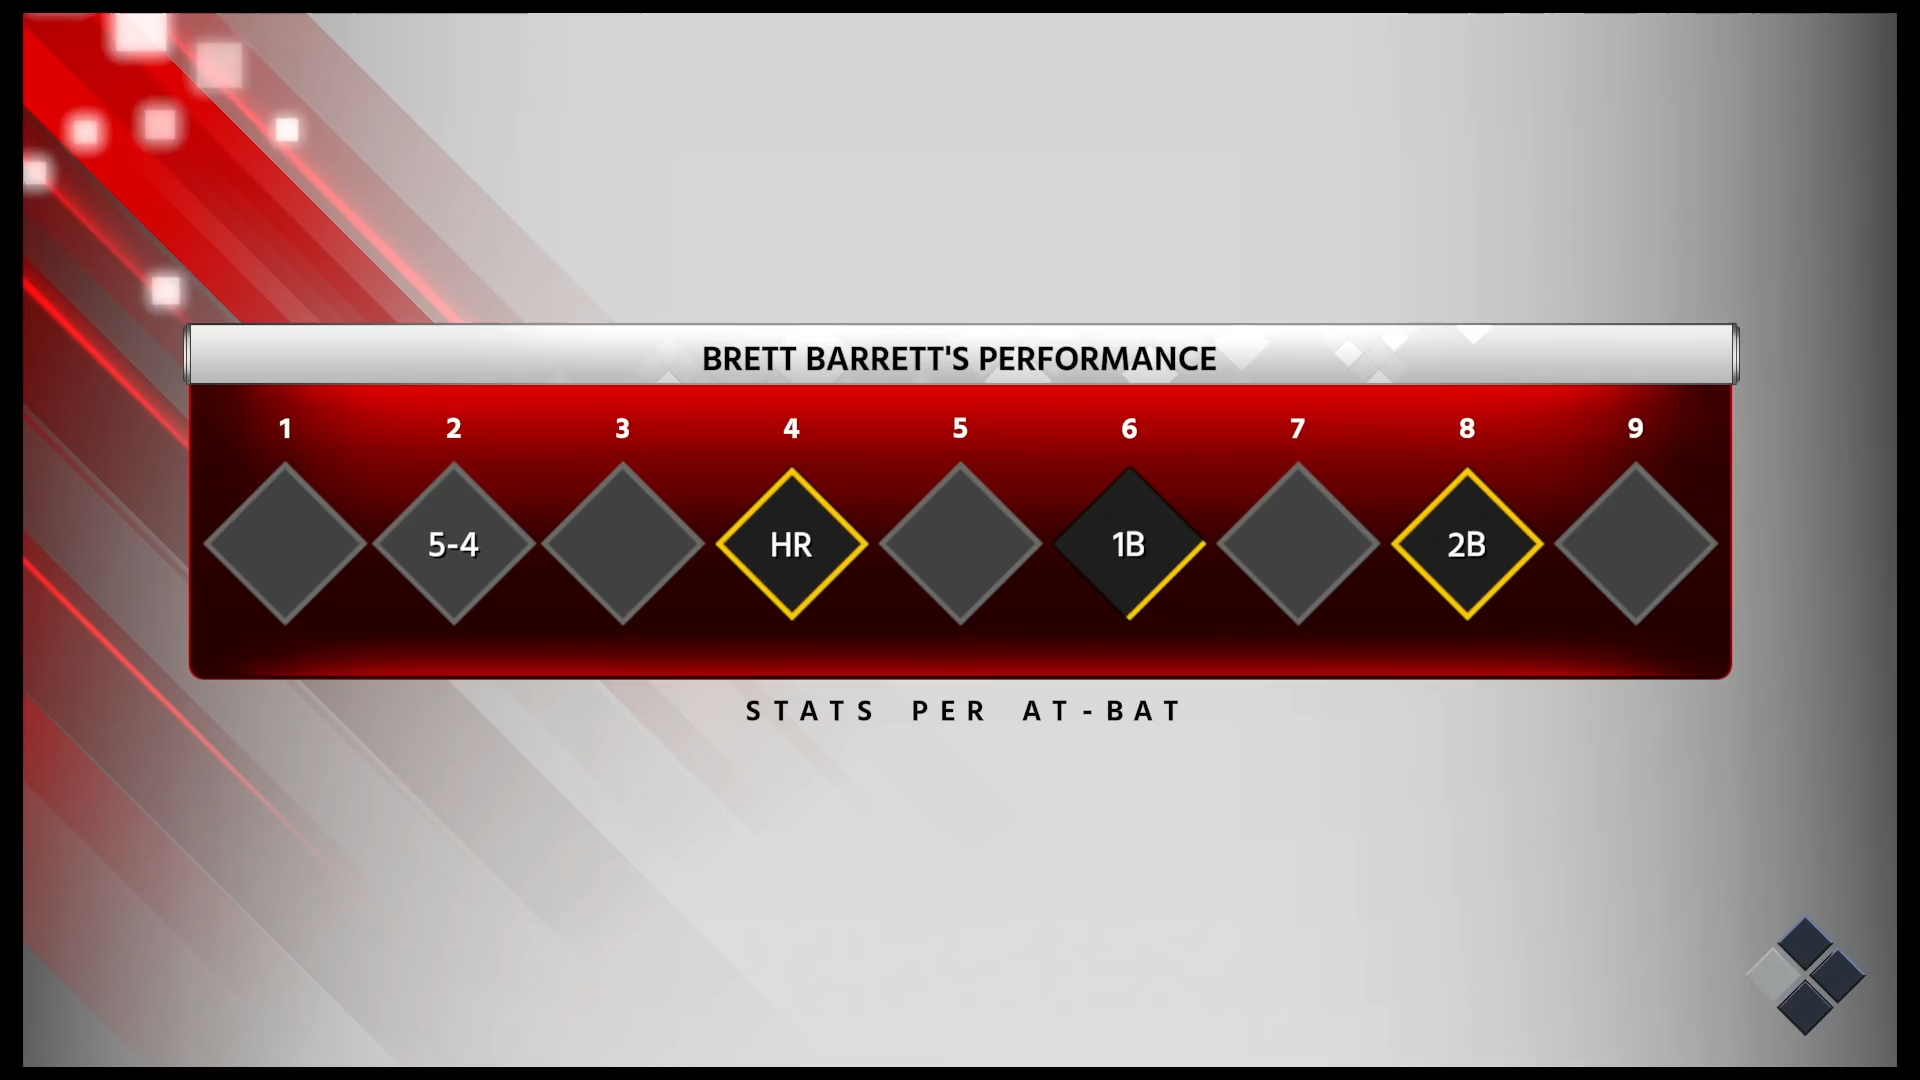 BRETT BARRETT'S PERFORMANCE
1 2 3 4 5 6 7 8 9
5-4 HR 1B 2B
STATS PER AT-BAT